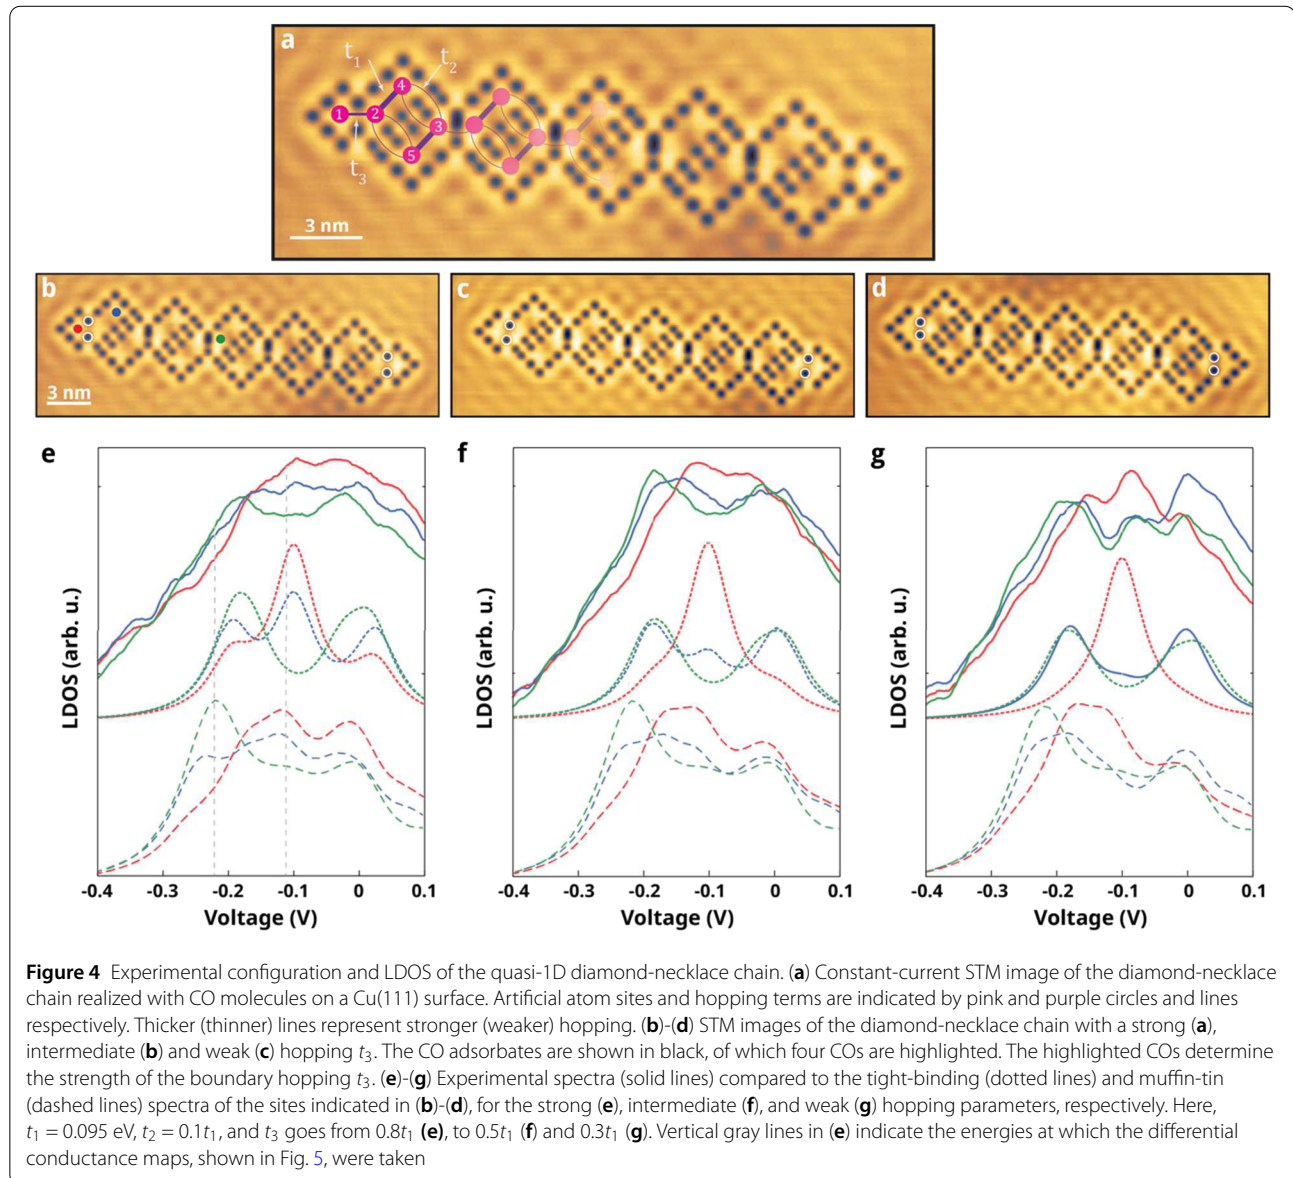 a
t1
t2
4
1
2
3
5
t3
3 nm
b
c
d
3 nm
e
f
g
LDOS (arb. u.)
LDOS (arb. u.)
LDOS (arb. u.)
-0.4 -0.3 -0.2 -0.1 0 0.1
-0.4 -0.3 -0.2 -0.1 0 0.1
-0.4 -0.3 -0.2 -0.1 0 0.1
Voltage (V)
Voltage (V)
Voltage (V)
Figure 4 Experimental configuration and LDOS of the quasi-1D diamond-necklace chain. (a) Constant-current STM image of the diamond-necklace
chain realized with CO molecules on a Cu(111) surface. Artificial atom sites and hopping terms are indicated by pink and purple circles and lines
respectively. Thicker (thinner) lines represent stronger (weaker) hopping. (b)-(d) STM images of the diamond-necklace chain with a strong (a),
intermediate (b) and weak (c) hopping t3. The CO adsorbates are shown in black, of which four COs are highlighted. The highlighted COs determine
the strength of the boundary hopping t3. (e)-(g) Experimental spectra (solid lines) compared to the tight-binding (dotted lines) and muffin-tin
(dashed lines) spectra of the sites indicated in (b)-(d), for the strong (e), intermediate (f), and weak (g) hopping parameters, respectively. Here,
t1 = 0.095 eV, t2 = 0.1t1, and t3 goes from 0.8t1 (e), to 0.5t1 (f) and 0.3t1 (g). Vertical gray lines in (e) indicate the energies at which the differential
conductance maps, shown in Fig. 5, were taken